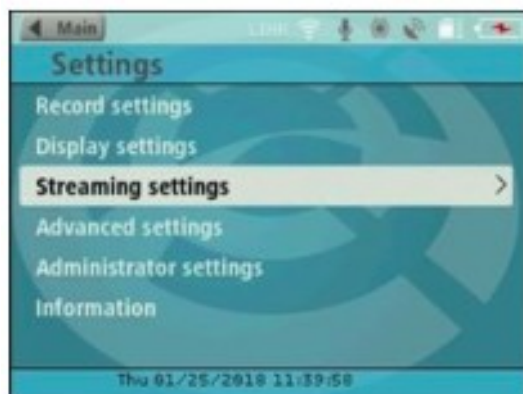 Main
Settings
Record settings
Display settings
Streaming settings
Advanced settings
Administrator settings
Information
Thu 01/25/2018 11:39:58